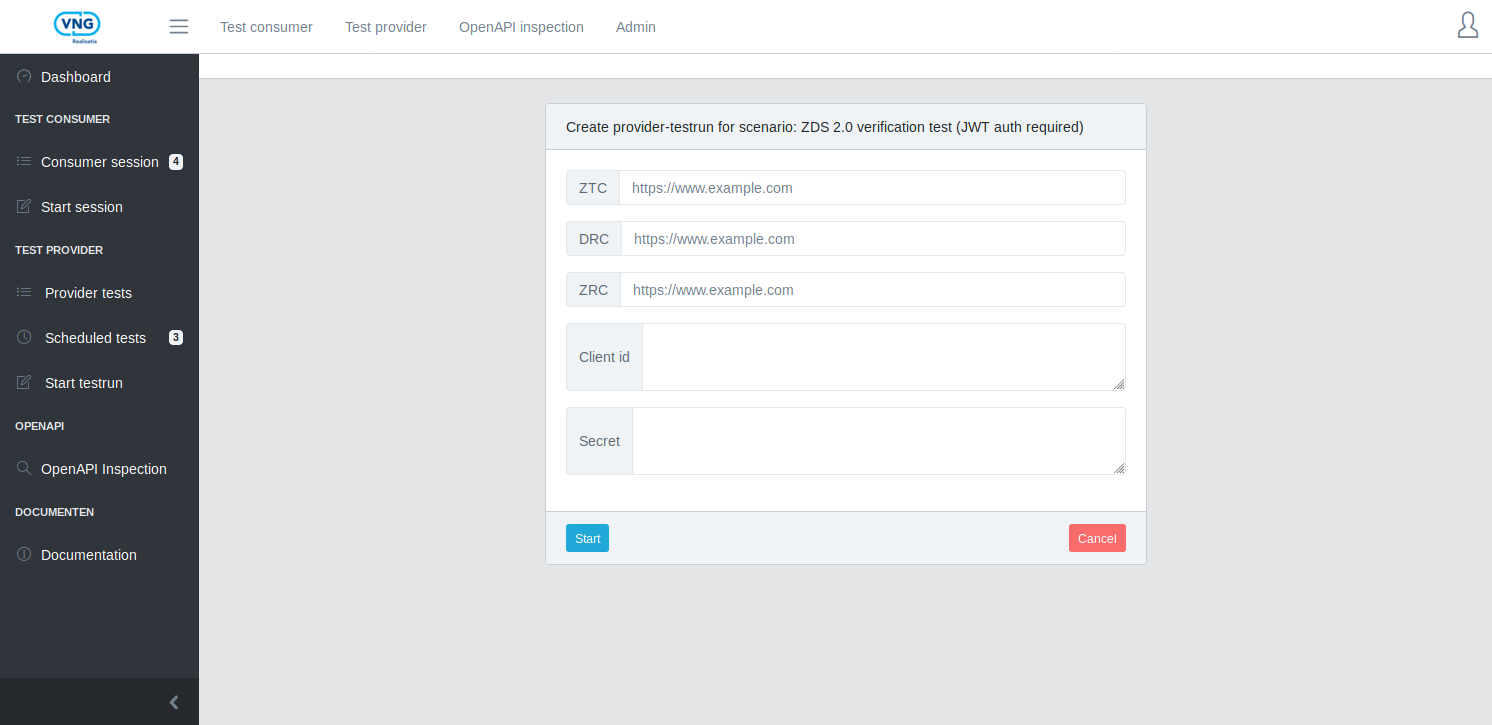 VNG
Realisatie
Test consumer
Test provider
OpenAPI inspection
Admin
Dashboard
TEST CONSUMER
Consumer session 4
Start session
TEST PROVIDER
Provider tests
Scheduled tests 3
Start testrun
OPENAPI
OpenAPI Inspection
DOCUMENTEN
Documentation
Create provider-testrun for scenario: ZDS 2.0 verification test (JWT auth required)
ZTC https://www.example.com
DRC https://www.example.com
ZRC https://www.example.com
Client id
Secret
Start
Cancel